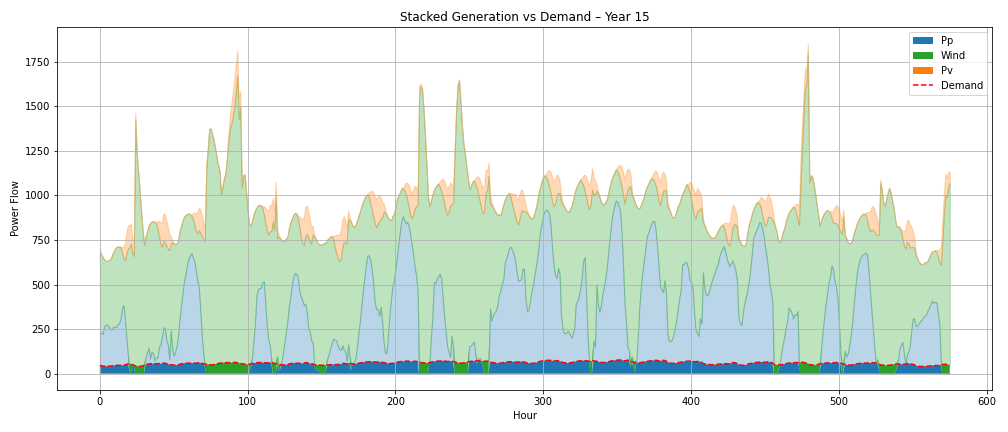 Stacked Generation vs Demand – Year 15
Pp
Wind
Pv
Demand
Power Flow
1750
1500
1250
1000
750
500
250
0
0 100 200 300 400 500 600
Hour